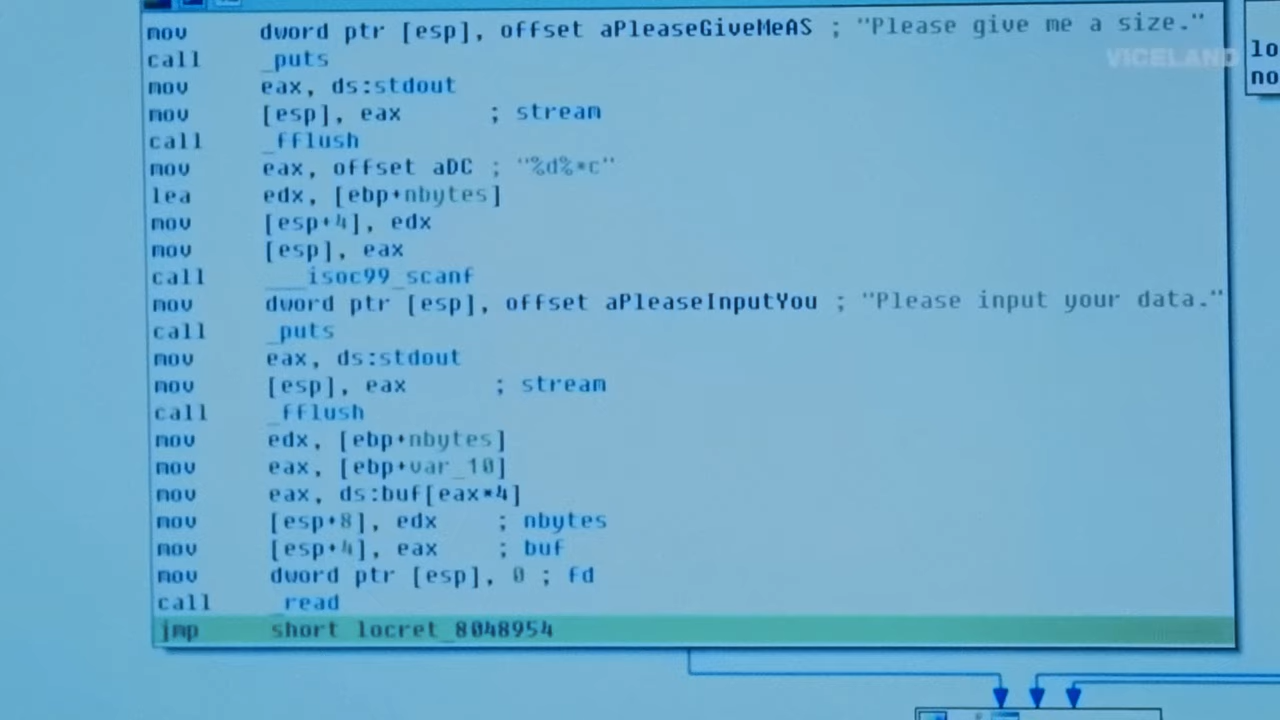 mov dword ptr [esp], offset aPleaseGiveMeAS ; "Please give me a size."
call _puts
mov eax, ds:stdout
mov [esp], eax ; stream
call _fflush
mov eax, offset aDC ; "%d%*c"
lea edx, [ebp+nbytes]
mov [esp+4], edx
mov [esp], eax
call ___isoc99_scanf
mov dword ptr [esp], offset aPleaseInputYou ; "Please input your data."
call _puts
mov eax, ds:stdout
mov [esp], eax ; stream
call _fflush
mov edx, [ebp+nbytes]
mov eax, [ebp+var_10]
mov eax, ds:buf[eax*4]
mov [esp+8], edx ; nbytes
mov [esp+4], eax ; buf
mov dword ptr [esp], 0 ; fd
call _read
jmp short locret_8048954
VICELAND
lo
no